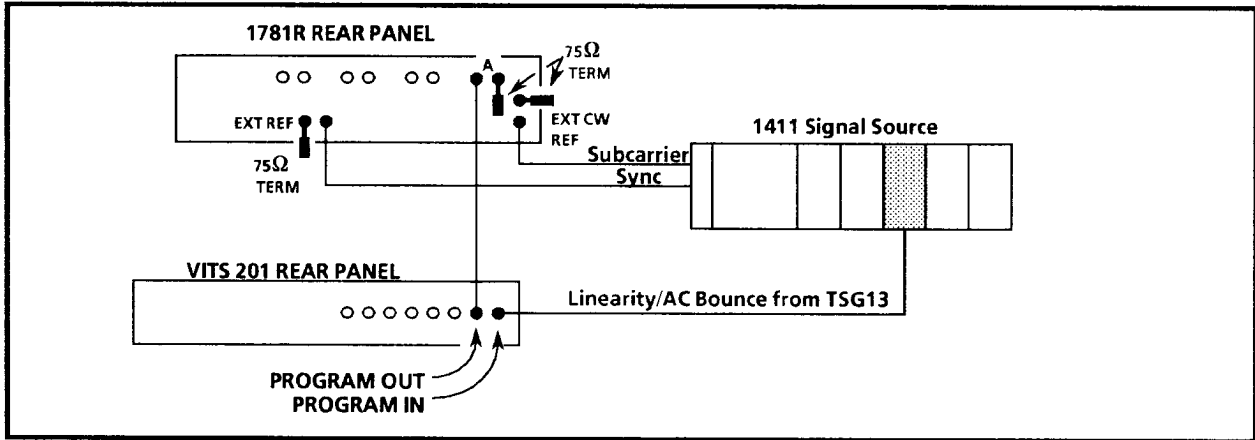 1781R REAR PANEL
A
75Ω
TERM
EXT REF
EXT CW
REF
75Ω
TERM
1411 Signal Source
Subcarrier
Sync
VITS 201 REAR PANEL
Linearity/AC Bounce from TSG13
PROGRAM OUT
PROGRAM IN